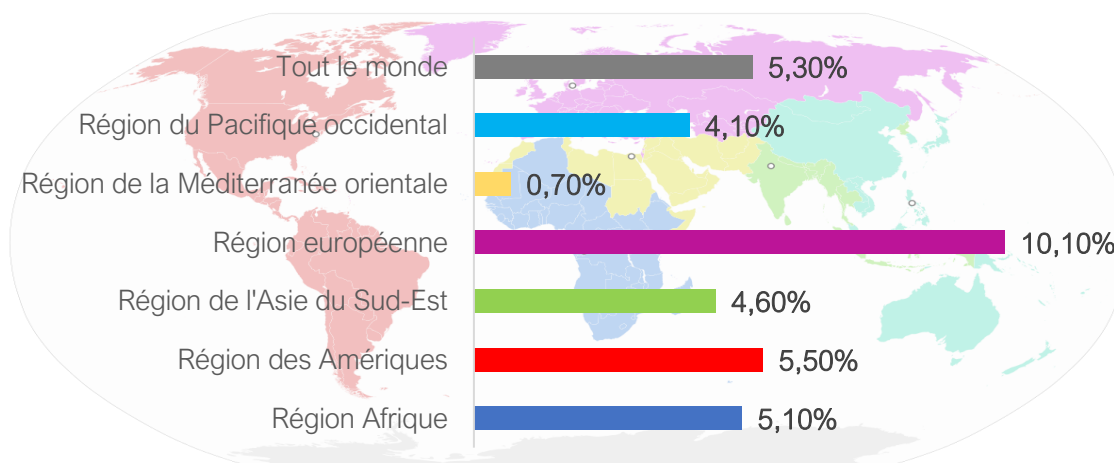 Tout le monde 5,30%
Région du Pacifique occidental 4,10%
Région de la Méditerranée orientale 0,70%
Région européenne 10,10%
Région de l'Asie du Sud-Est 4,60%
Région des Amériques 5,50%
Région Afrique 5,10%